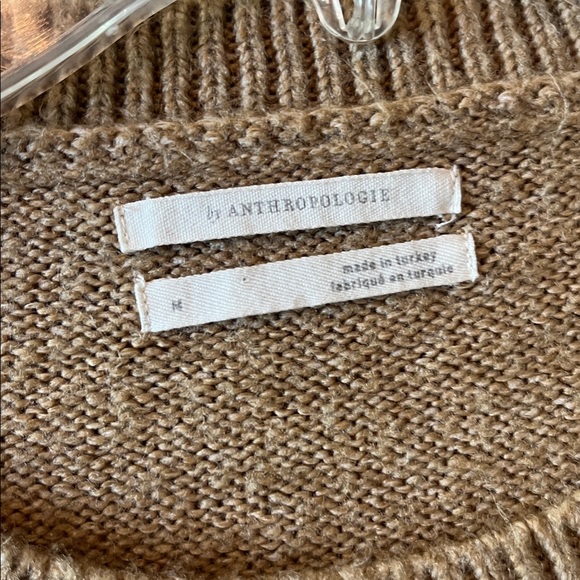 by ANTHROPOLOGIE
made in turkey
fabriqué en turquie
M